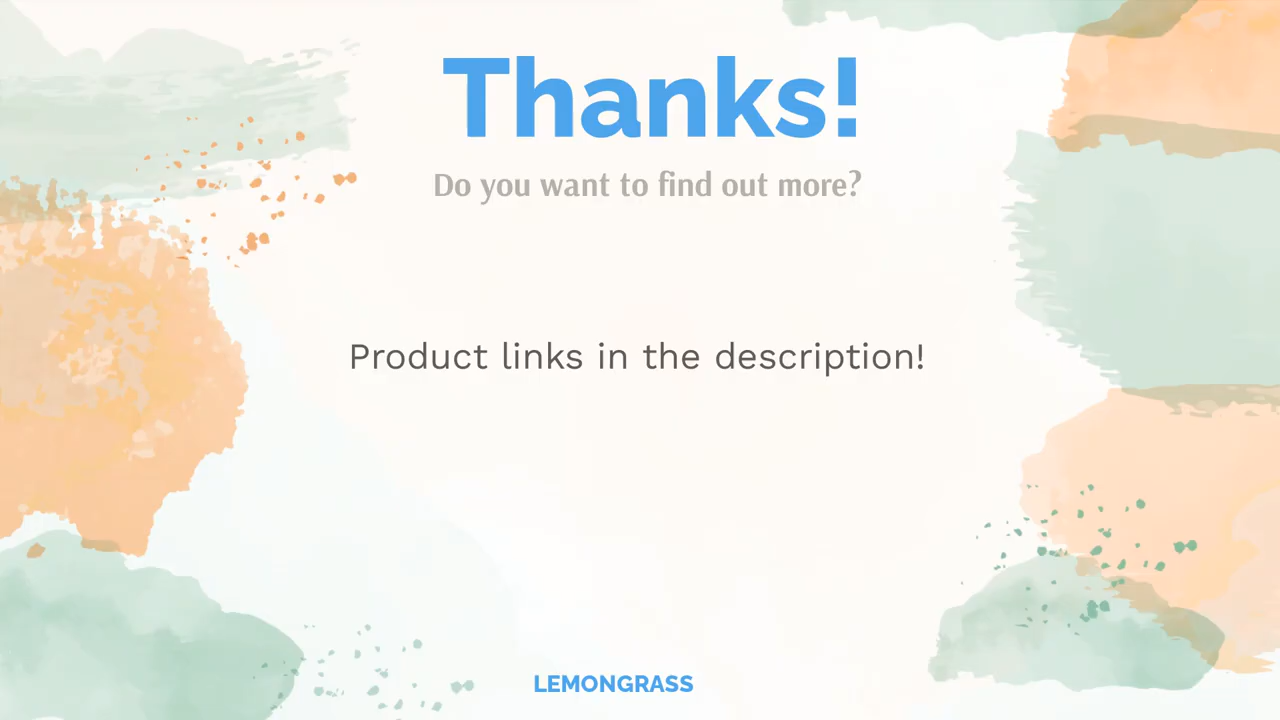 Thanks!
Do you want to find out more?
Product links in the description!
LEMONGRASS